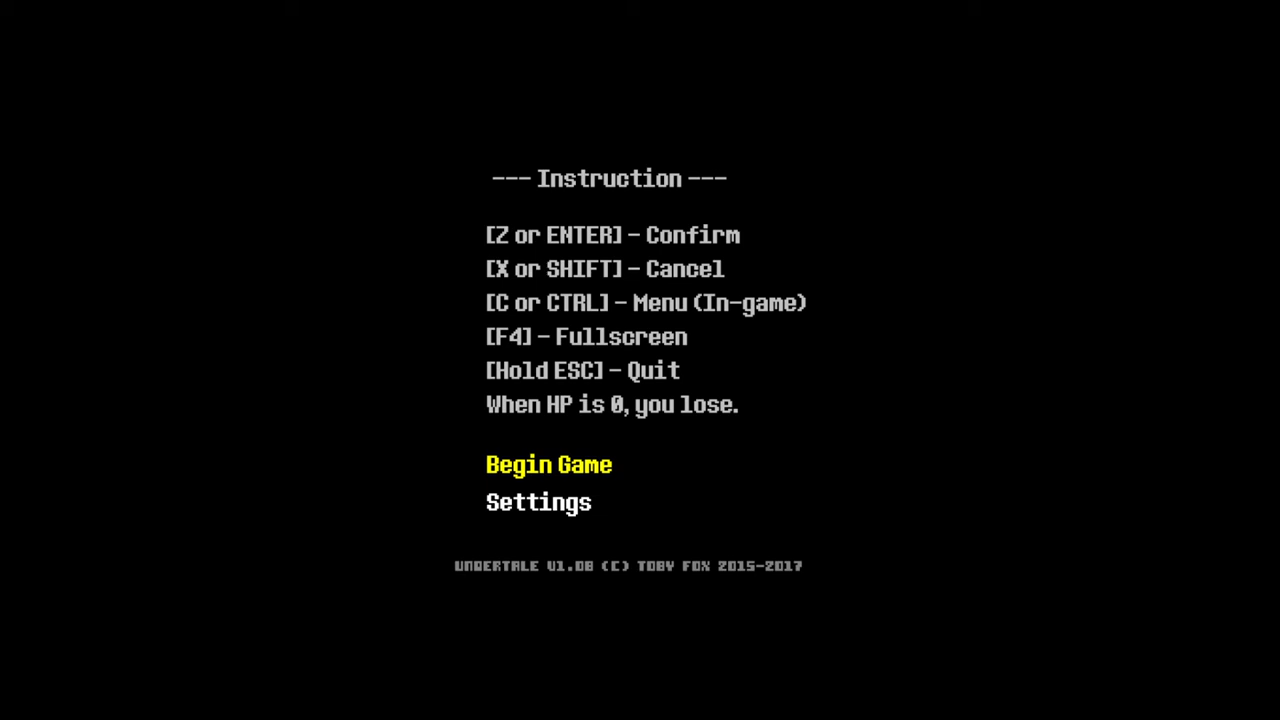 --- Instruction ---
[Z or ENTER] - Confirm
[X or SHIFT] - Cancel
[C or CTRL] - Menu (In-game)
[F4] - Fullscreen
[Hold ESC] - Quit
When HP is 0, you lose.
Begin Game
Settings
UNDERTALE V1.08 (C) TOBY FOX 2015-2017